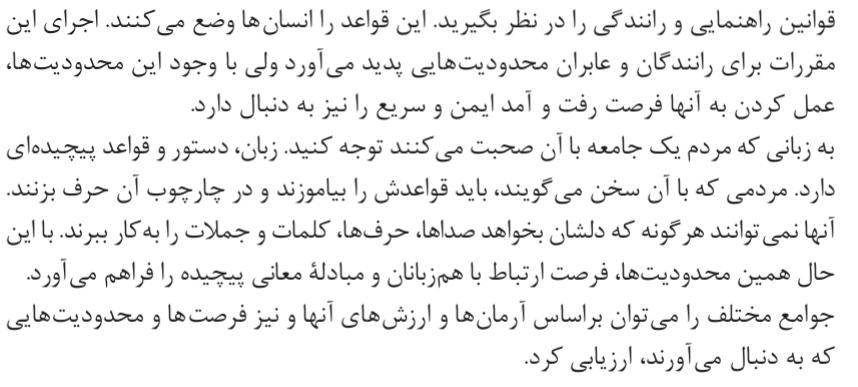 قوانین راهنمایی و رانندگی را در نظر بگیرید. این قواعد را انسان‌ها وضع می‌کنند. اجرای این
مقررات برای رانندگان و عابران محدودیت‌هایی پدید می‌آورد ولی با وجود این محدودیت‌ها،
عمل کردن به آنها فرصت رفت و آمد ایمن و سریع را نیز به دنبال دارد.
به زبانی که مردم یک جامعه با آن صحبت می‌کنند توجه کنید. زبان، دستور و قواعد پیچیده‌ای
دارد. مردمی که با آن سخن می‌گویند، باید قواعدش را بیاموزند و در چارچوب آن حرف بزنند.
آنها نمی‌توانند هر گونه که دلشان بخواهد صداها، حرف‌ها، کلمات و جملات را به‌کار ببرند. با این
حال همین محدودیت‌ها، فرصت ارتباط با هم‌زبانان و مبادلۀ معانی پیچیده را فراهم می‌آورد.
جوامع مختلف را می‌توان براساس آرمان‌ها و ارزش‌های آنها و نیز فرصت‌ها و محدودیت‌هایی
که به دنبال می‌آورند، ارزیابی کرد.